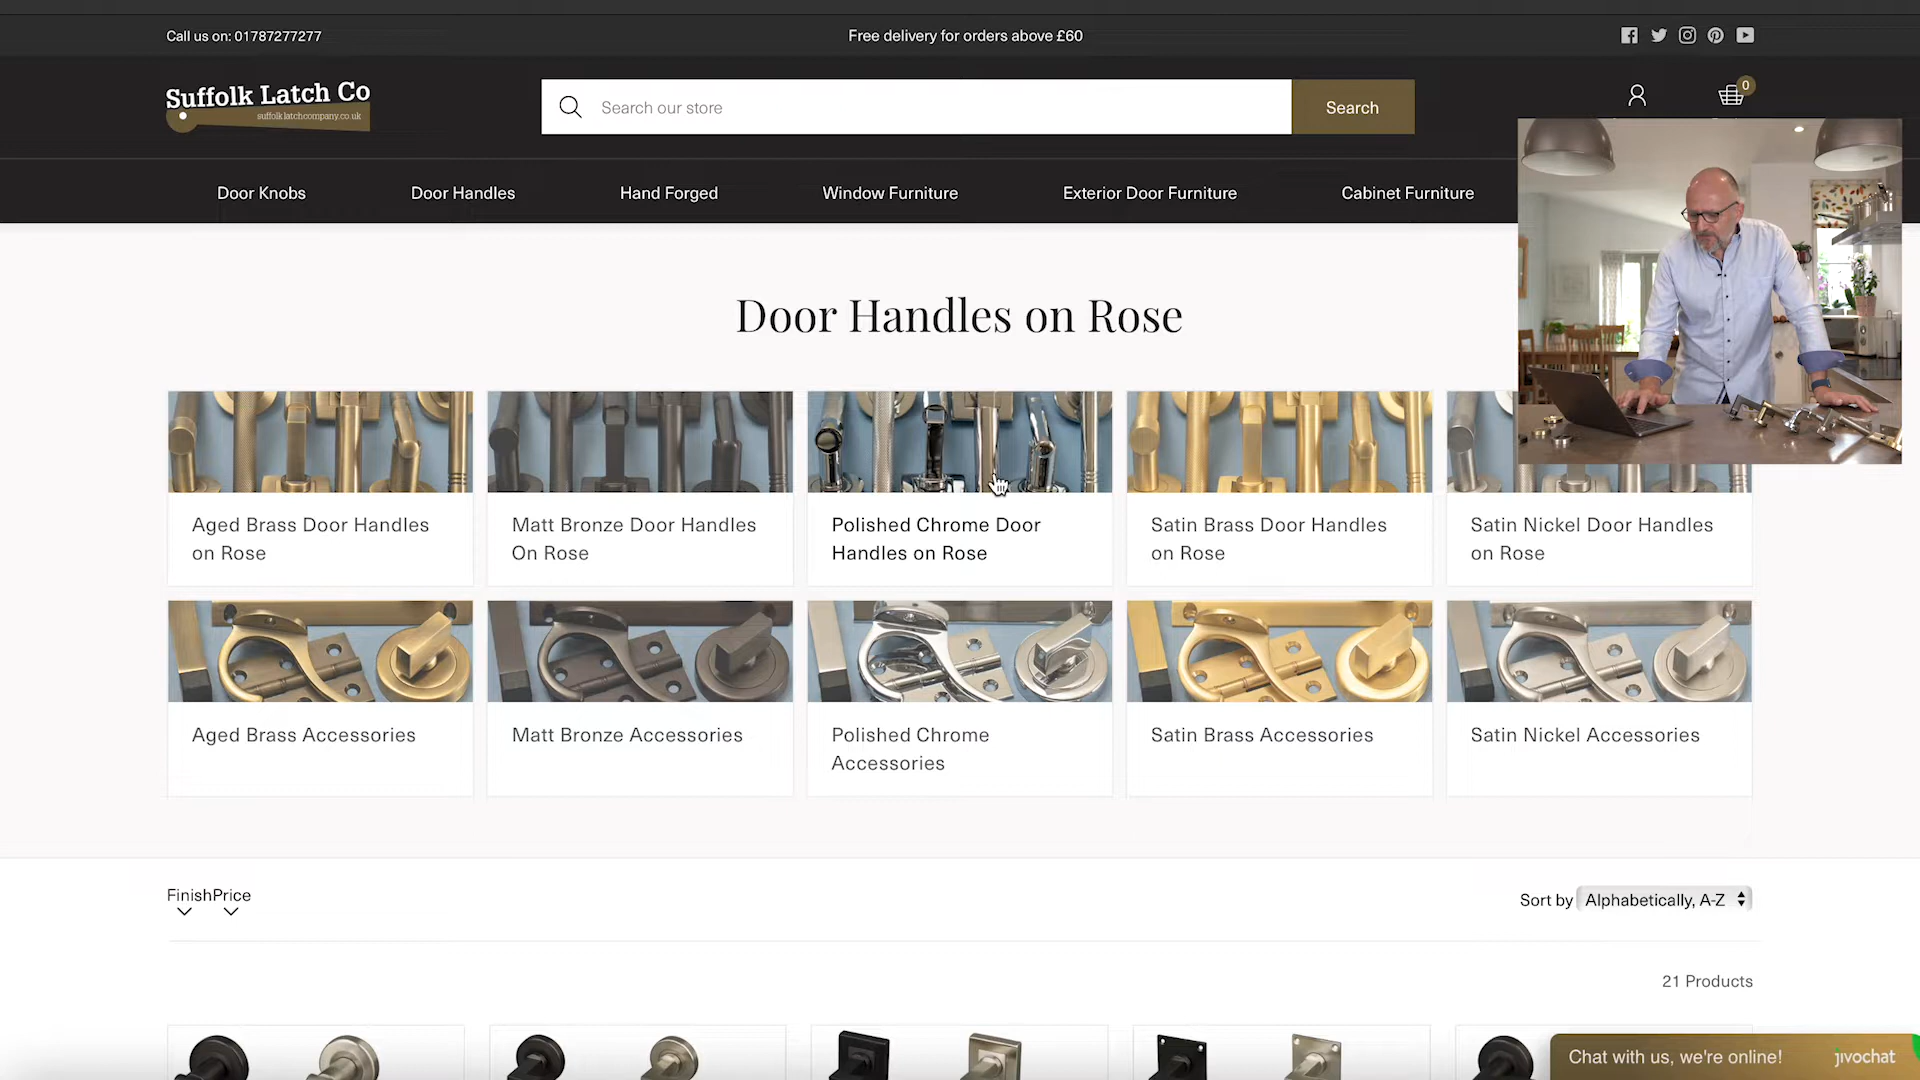 Call us on: 01787277277
Free delivery for orders above £60
Suffolk Latch Co
suffolklatchcompany.co.uk
Search our store
Search
0
Door Knobs
Door Handles
Hand Forged
Window Furniture
Exterior Door Furniture
Cabinet Furniture
Door Handles on Rose
Aged Brass Door Handles
on Rose
Matt Bronze Door Handles
On Rose
Polished Chrome Door
Handles on Rose
Satin Brass Door Handles
on Rose
Satin Nickel Door Handles
on Rose
Aged Brass Accessories
Matt Bronze Accessories
Polished Chrome
Accessories
Satin Brass Accessories
Satin Nickel Accessories
FinishPrice
Sort by Alphabetically, A-Z
21 Products
Chat with us, we're online!
jivochat